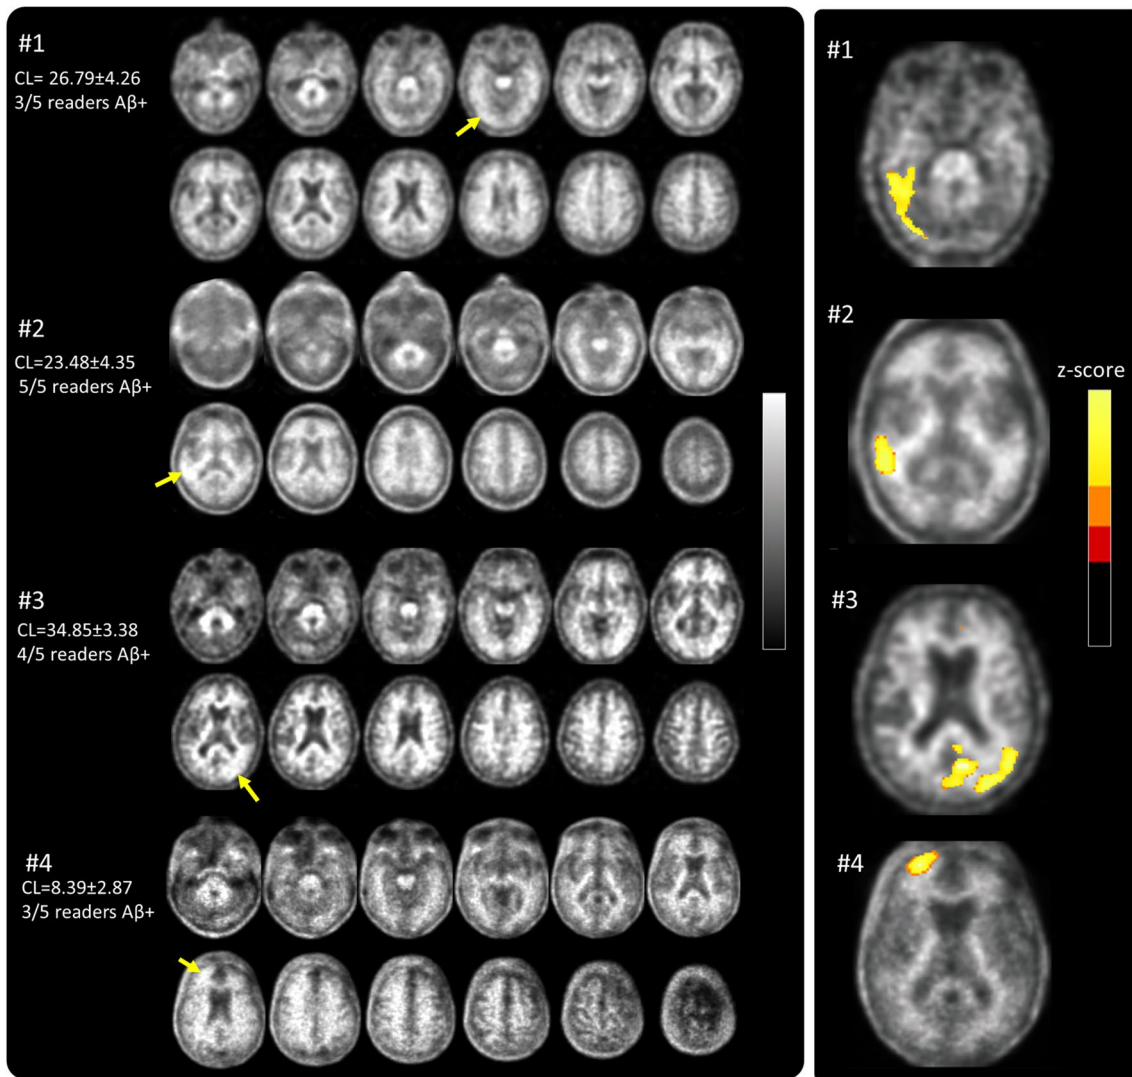 #1
CL= 26.79±4.26
3/5 readers Aβ+
#2
CL=23.48±4.35
5/5 readers Aβ+
#3
CL=34.85±3.38
4/5 readers Aβ+
#4
CL=8.39±2.87
3/5 readers Aβ+
#1
#2
z-score
#3
#4